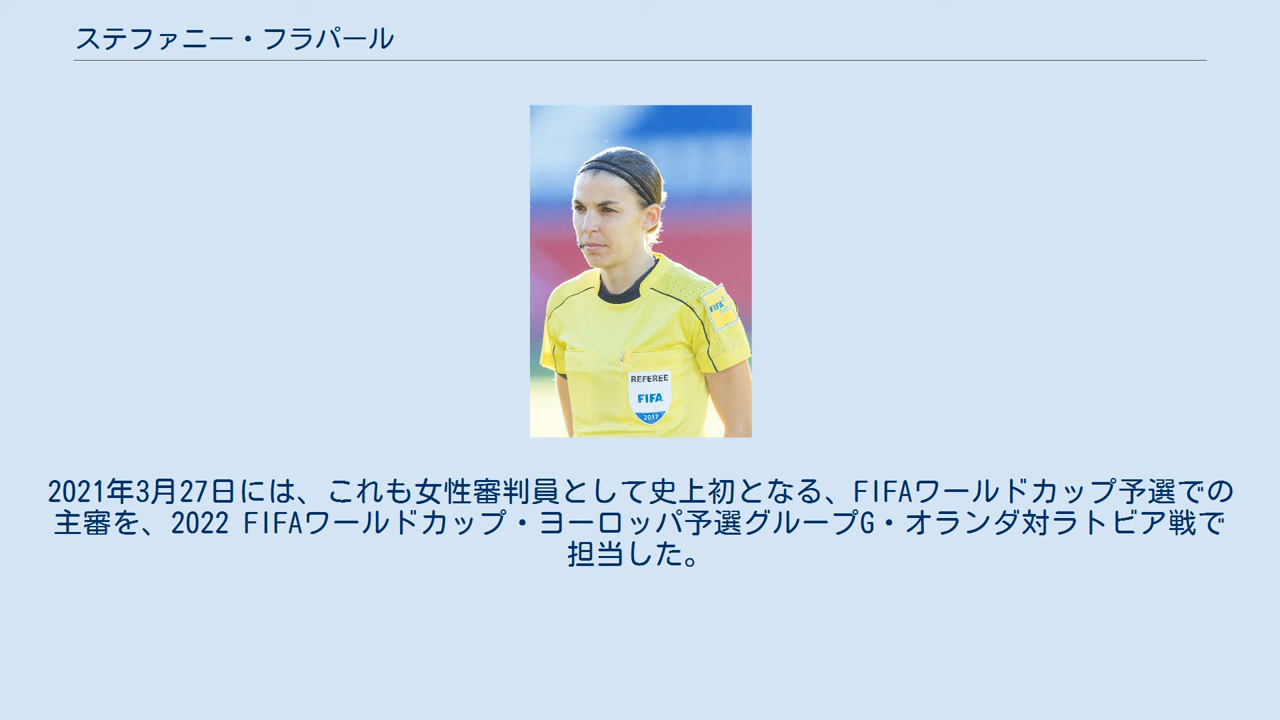 ステファニー・フラパール
FIFA
REFEREE
FIFA
2017
2021年3月27日には、これも女性審判員として史上初となる、FIFAワールドカップ予選での
主審を、2022 FIFAワールドカップ・ヨーロッパ予選グループG・オランダ対ラトビア戦で
担当した。